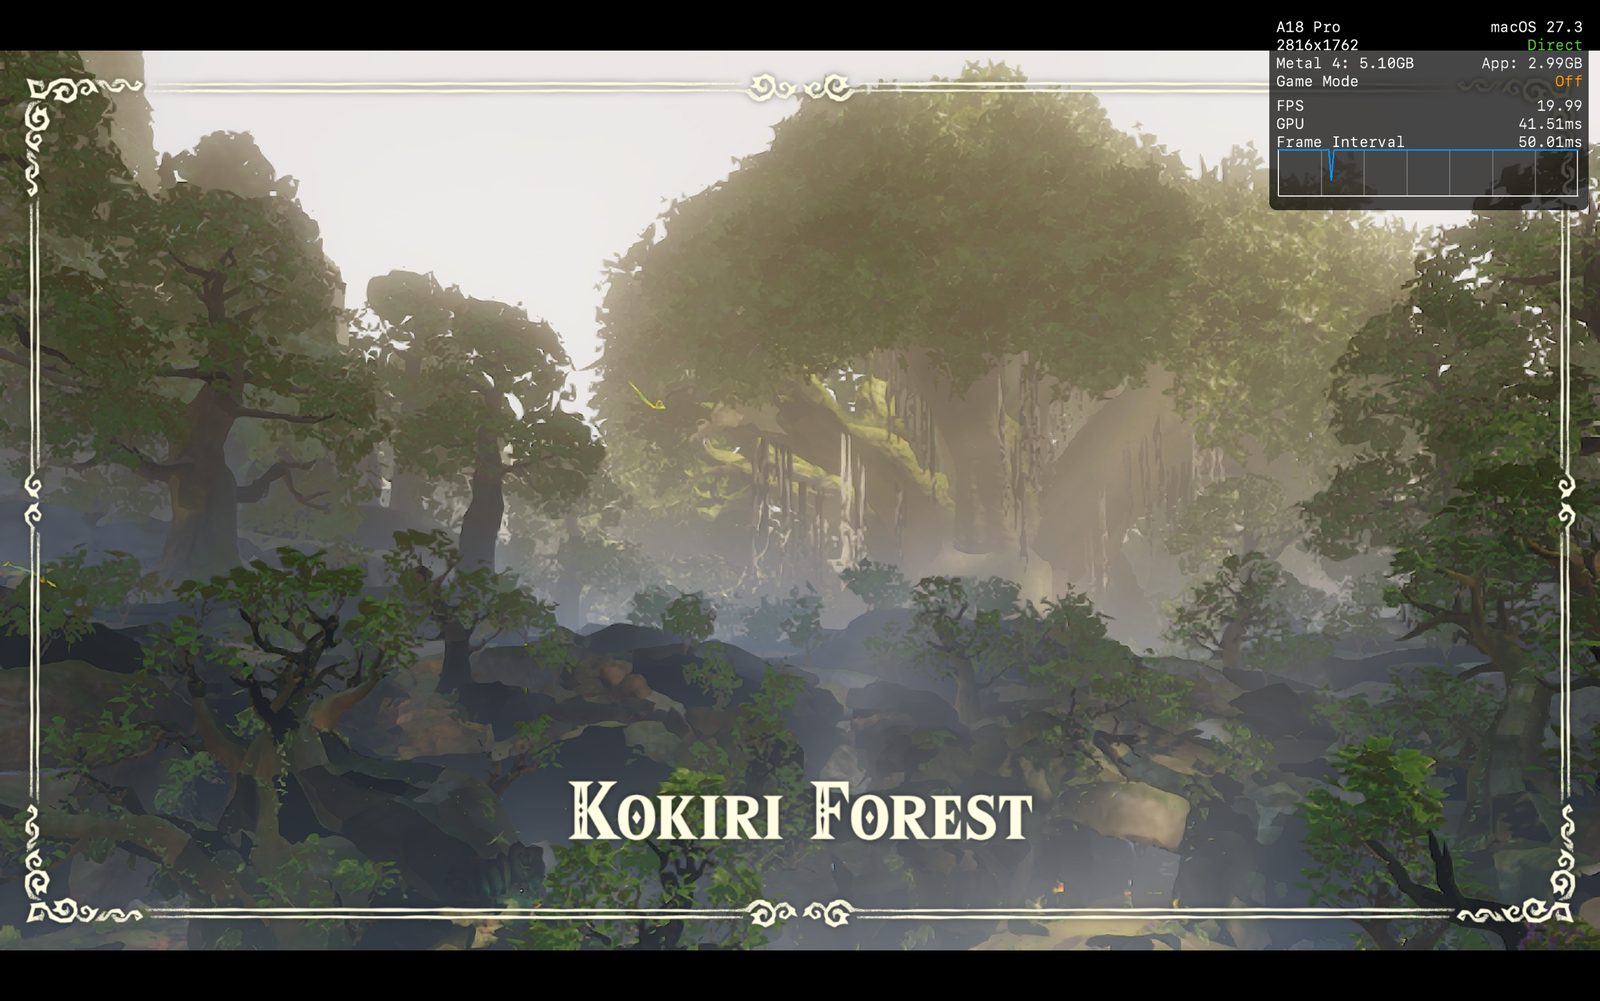 A18 Pro macOS 27.3
2816x1762 Direct
Metal 4: 5.10GB App: 2.99GB
Game Mode Off
FPS 19.99
GPU 41.51ms
Frame Interval 50.01ms
KOKIRI FOREST